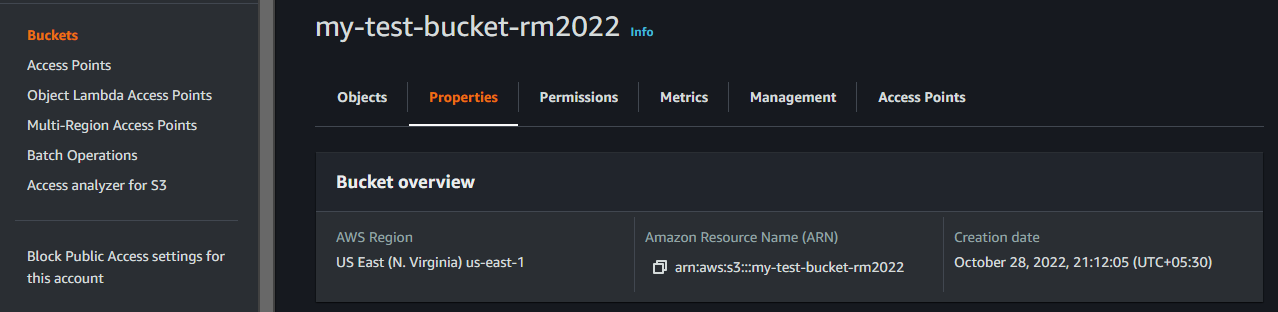 Buckets
Access Points
Object Lambda Access Points
Multi-Region Access Points
Batch Operations
Access analyzer for S3
Block Public Access settings for
this account
my-test-bucket-rm2022 Info
Objects Properties Permissions Metrics Management Access Points
Bucket overview
AWS Region
US East (N. Virginia) us-east-1
Amazon Resource Name (ARN)
arn:aws:s3:::my-test-bucket-rm2022
Creation date
October 28, 2022, 21:12:05 (UTC+05:30)